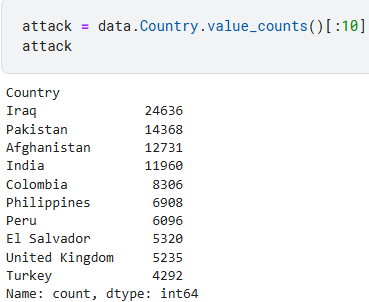 attack = data.Country.value_counts()[:10]
attack
Country
Iraq 24636
Pakistan 14368
Afghanistan 12731
India 11960
Colombia 8306
Philippines 6908
Peru 6096
El Salvador 5320
United Kingdom 5235
Turkey 4292
Name: count, dtype: int64